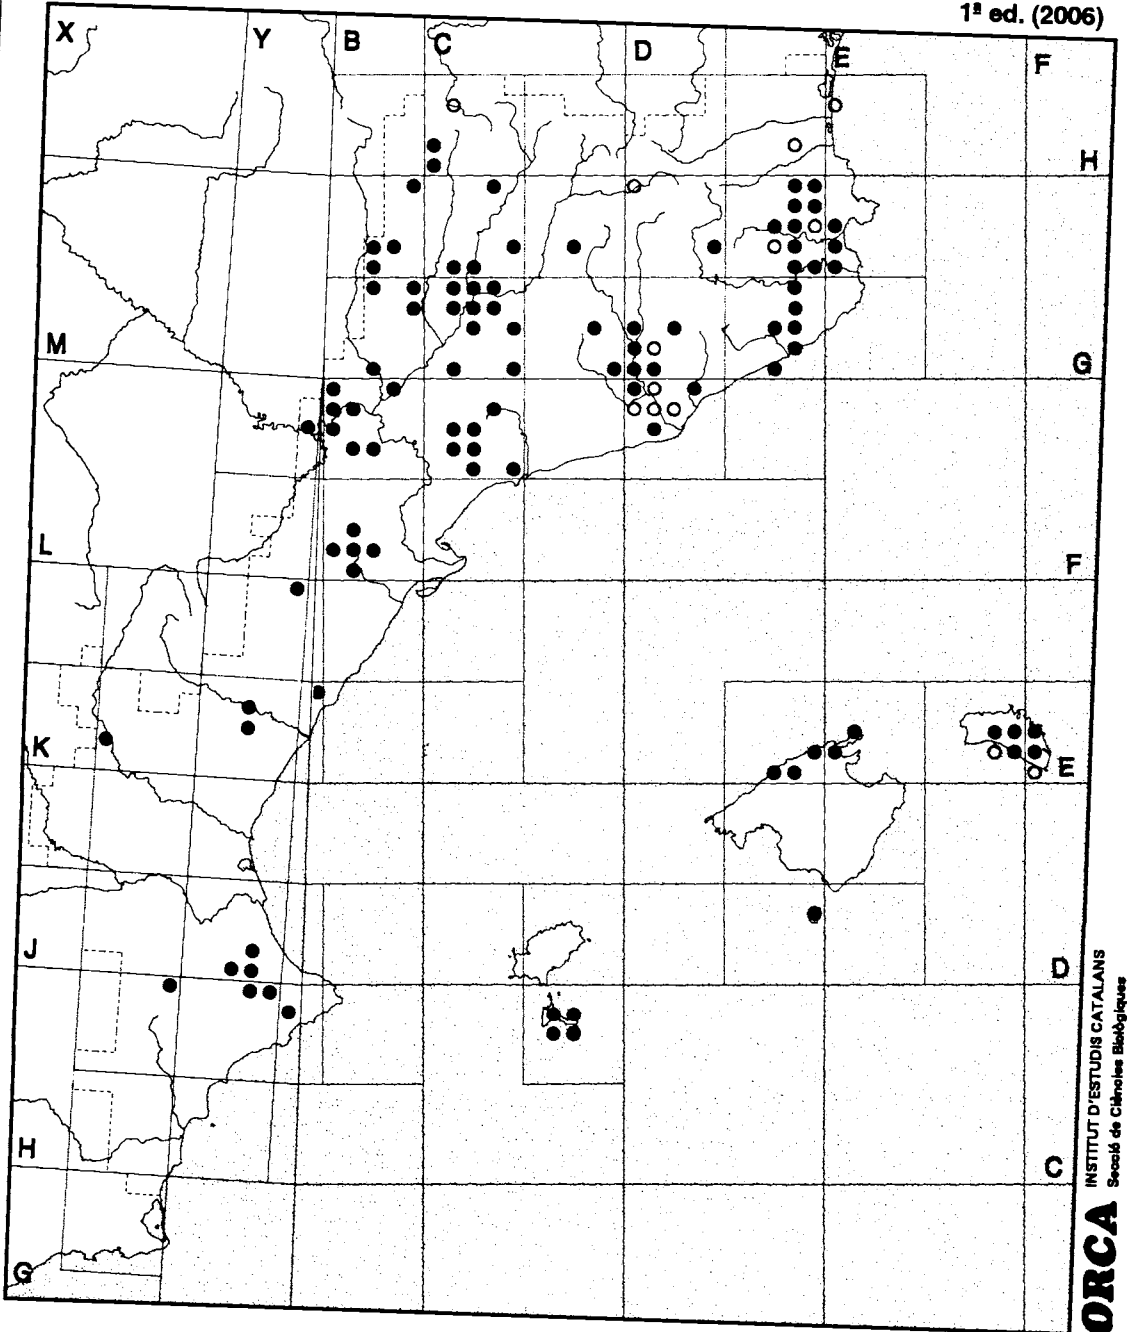 1ª ed. (2006)
X Y B C D E F
H
M G
L F
K E
J D
H C
G
ORCA
INSTITUT D'ESTUDIS CATALANS
Secció de Ciències Biològiques